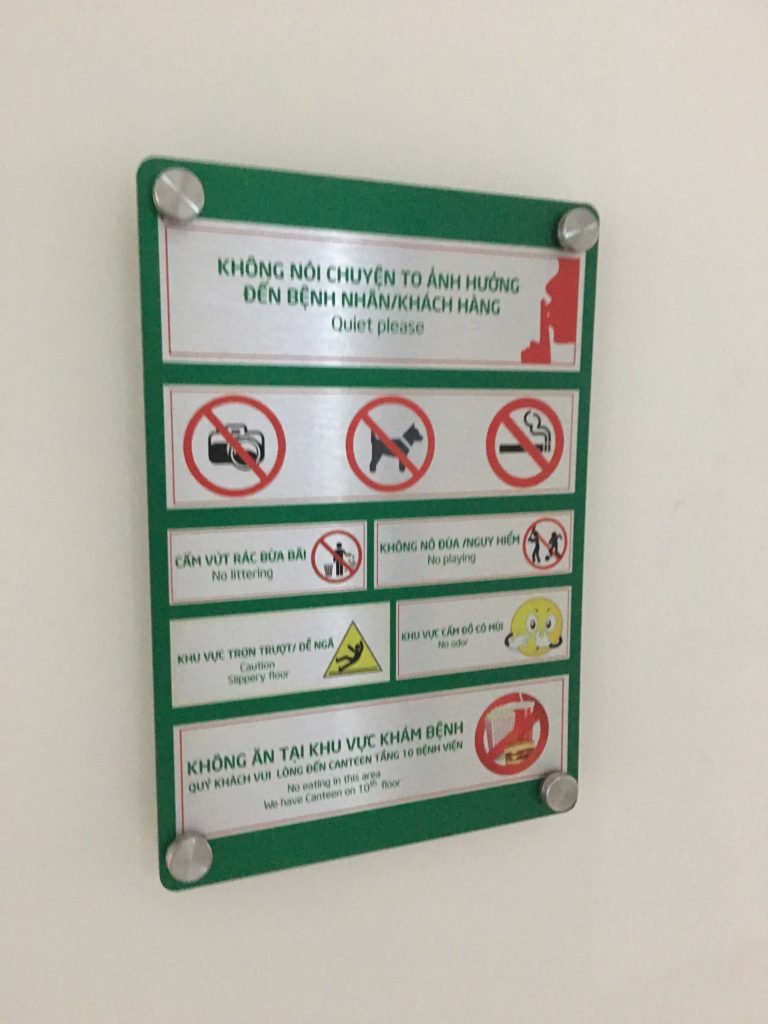 KHÔNG NÓI CHUYỆN TO ẢNH HƯỞNG
ĐẾN BỆNH NHÂN/KHÁCH HÀNG
Quiet please
CẤM VỨT RÁC BỪA BÃI
No littering
KHÔNG NÔ ĐÙA /NGUY HIỂM
No playing
KHU VỰC TRƠN TRƯỢT/ DỄ NGÃ
Caution
Slippery floor
KHU VỰC CẤM ĐỒ CÓ MÙI
No odor
KHÔNG ĂN TẠI KHU VỰC KHÁM BỆNH
QUÝ KHÁCH VUI LÒNG ĐẾN CANTEEN TẦNG 10 BỆNH VIỆN
No eating in this area
We have Canteen on 10th floor